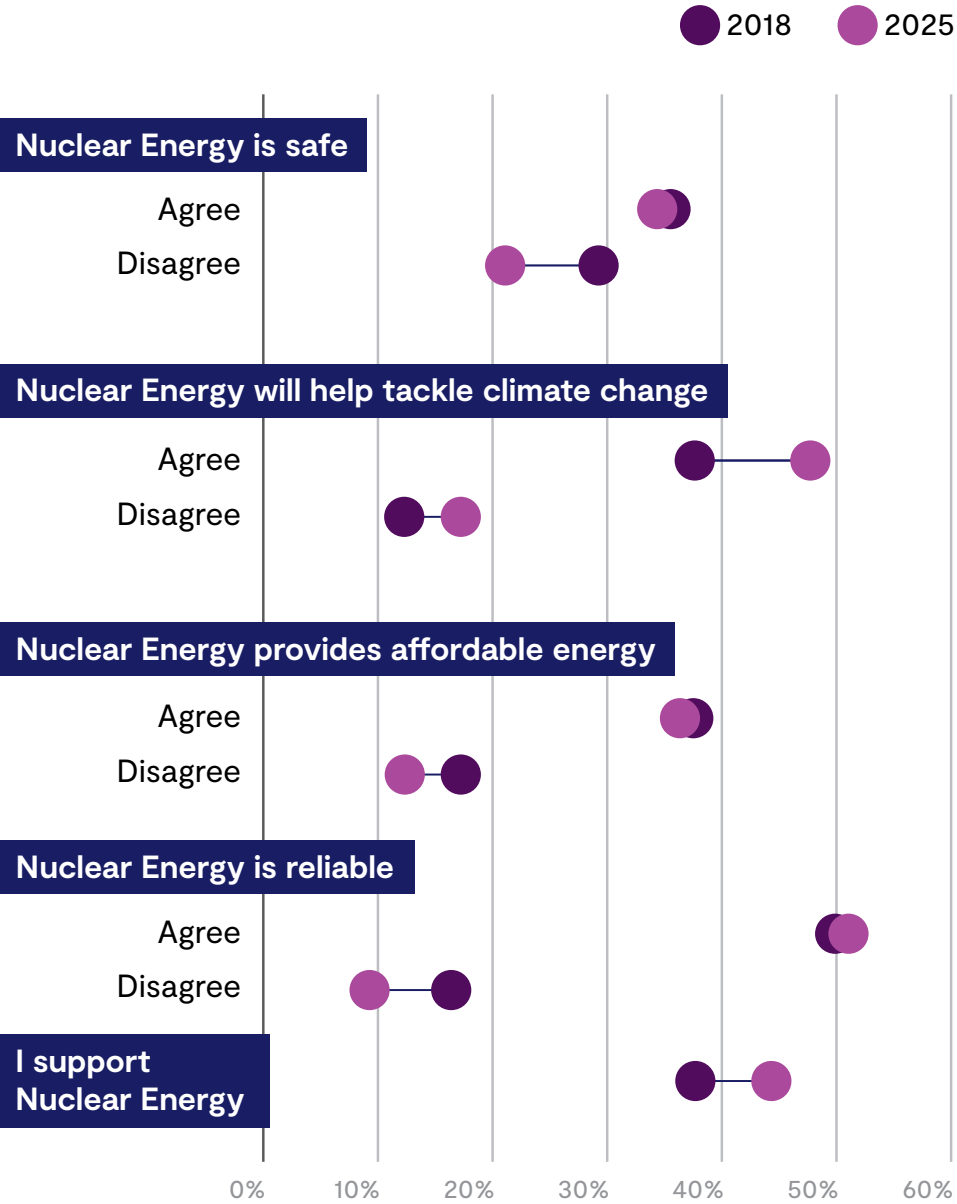 2018 2025
Nuclear Energy is safe
Agree
Disagree
Nuclear Energy will help tackle climate change
Agree
Disagree
Nuclear Energy provides affordable energy
Agree
Disagree
Nuclear Energy is reliable
Agree
Disagree
I support
Nuclear Energy
0% 10% 20% 30% 40% 50% 60%